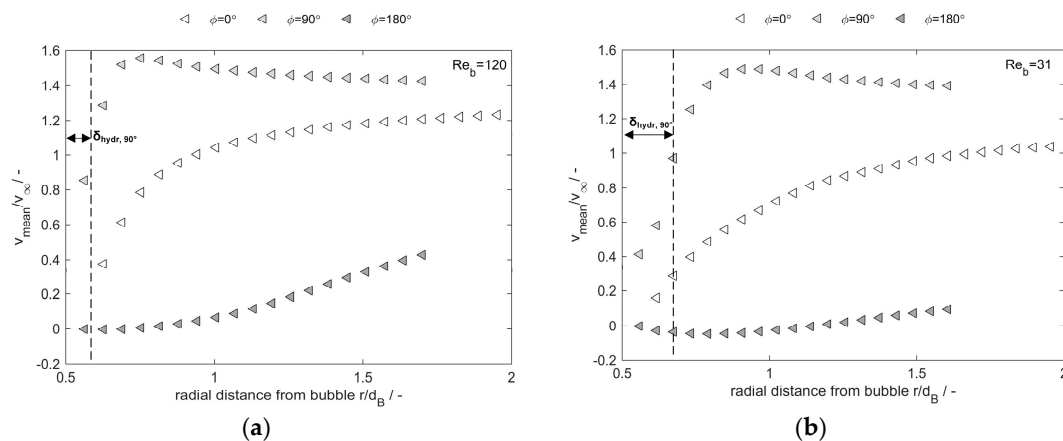 ϕ=0° ϕ=90° ϕ=180°
Re_b=120
δ_hydr, 90°
v_mean/v_∞/ -
1.6
1.4
1.2
1
0.8
0.6
0.4
0.2
0
-0.2
0.5 1 1.5 2
radial distance from bubble r/d_B / -
(a)
ϕ=0° ϕ=90° ϕ=180°
Re_b=31
δ_hydr, 90°
v_mean/v_∞/ -
1.6
1.4
1.2
1
0.8
0.6
0.4
0.2
0
-0.2
0.5 1 1.5 2
radial distance from bubble r/d_B / -
(b)